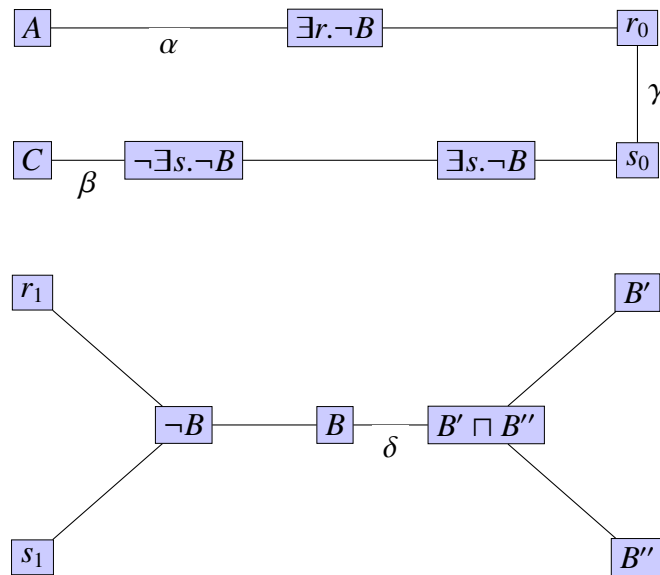 A ∃r.¬B r₀
α
γ
C ¬∃s.¬B ∃s.¬B s₀
β
r₁ B′
¬B B B′ ⊓ B″
δ
s₁ B″